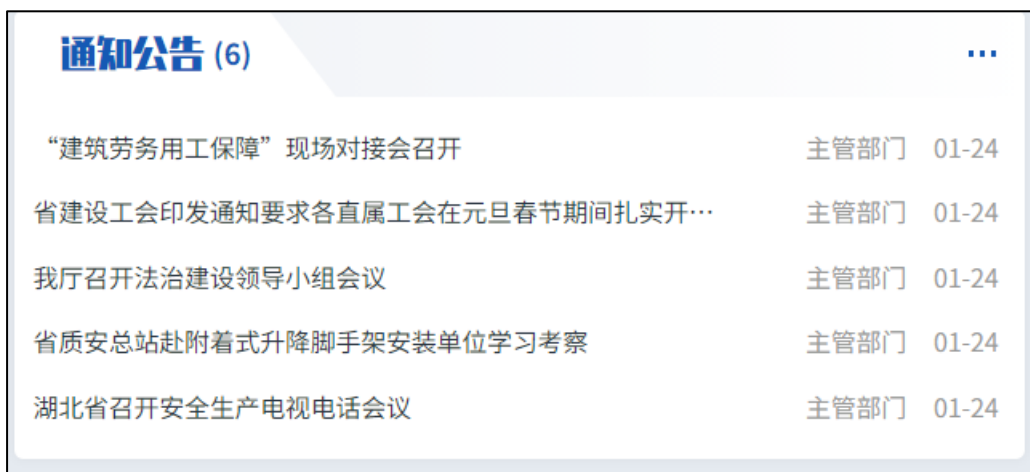 通知公告 (6) ...
“建筑劳务用工保障”现场对接会召开 主管部门 01-24
省建设工会印发通知要求各直属工会在元旦春节期间扎实开… 主管部门 01-24
我厅召开法治建设领导小组会议 主管部门 01-24
省质安总站赴附着式升降脚手架安装单位学习考察 主管部门 01-24
湖北省召开安全生产电视电话会议 主管部门 01-24